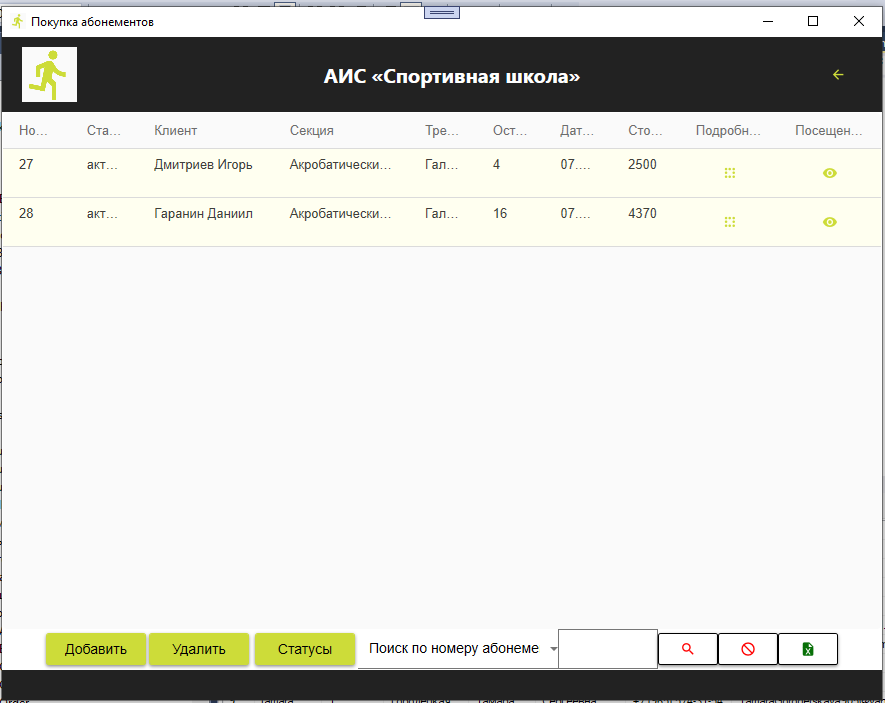 Покупка абонементов
АИС «Спортивная школа»
Но... Ста... Клиент Секция Тре... Ост... Дат... Сто... Подробн... Посещен...
27 акт... Дмитриев Игорь Акробатически... Гал... 4 07.... 2500
28 акт... Гаранин Даниил Акробатически... Гал... 16 07.... 4370
Добавить Удалить Статусы Поиск по номеру абонеме